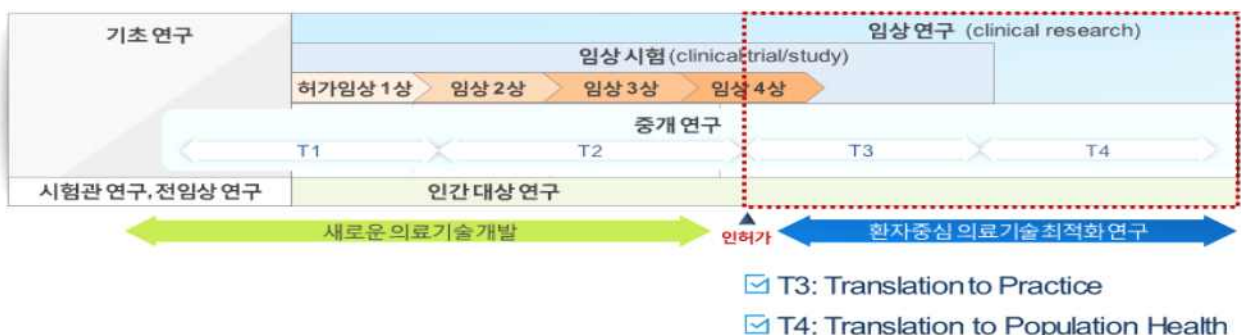 기초 연구
임상 연구 (clinical research)
임상 시험(clinical trial/study)
허가임상 1상 임상 2상 임상 3상 임상 4상
중개 연구
T1 T2 T3 T4
시험관 연구, 전임상 연구 인간 대상 연구
새로운 의료기술 개발 인허가 환자중심 의료기술 최적화 연구
T3: Translation to Practice
T4: Translation to Population Health